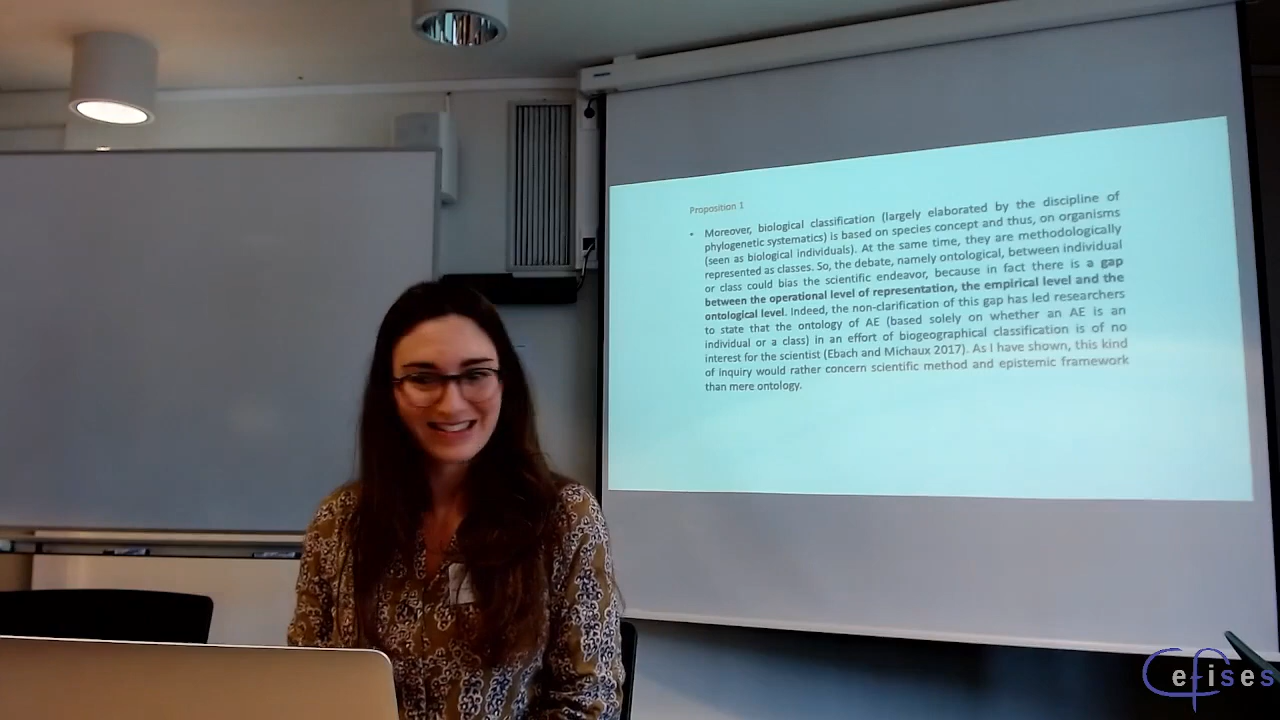 Proposition 1
• Moreover, biological classification (largely elaborated by the discipline of
phylogenetic systematics) is based on species concept and thus, on organisms
(seen as biological individuals). At the same time, they are methodologically
represented as classes. So, the debate, namely ontological, between individual
or class could bias the scientific endeavor, because in fact there is a gap
between the operational level of representation, the empirical level and the
ontological level. Indeed, the non-clarification of this gap has led researchers
to state that the ontology of AE (based solely on whether an AE is an
individual or a class) in an effort of biogeographical classification is of no
interest for the scientist (Ebach and Michaux 2017). As I have shown, this kind
of inquiry would rather concern scientific method and epistemic framework
than mere ontology.
Cefises